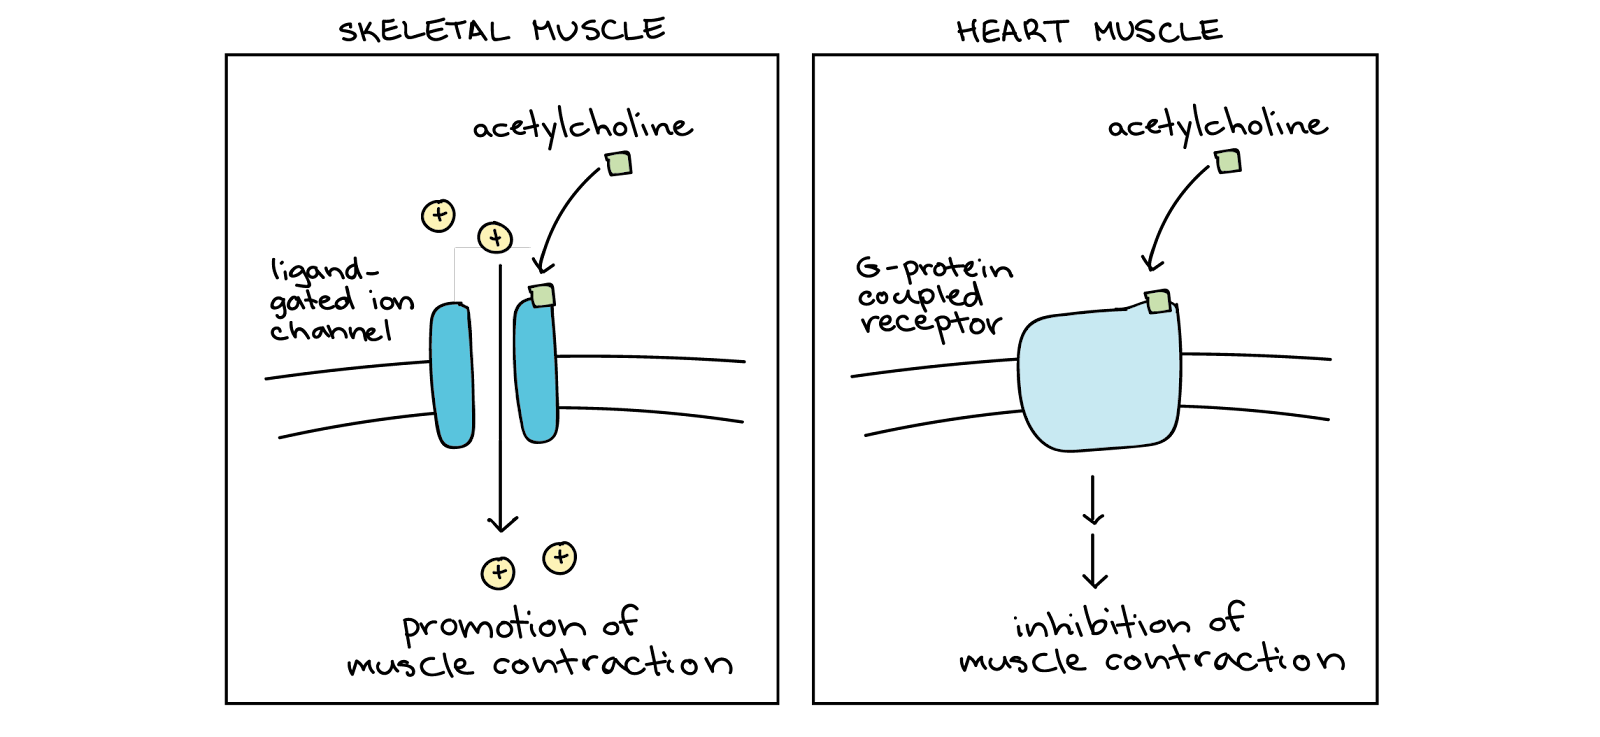 SKELETAL MUSCLE
acetylcholine
+
+
ligand-
gated ion
channel
+
+
promotion of
muscle contraction
HEART MUSCLE
acetylcholine
G-protein
coupled
receptor
inhibition of
muscle contraction